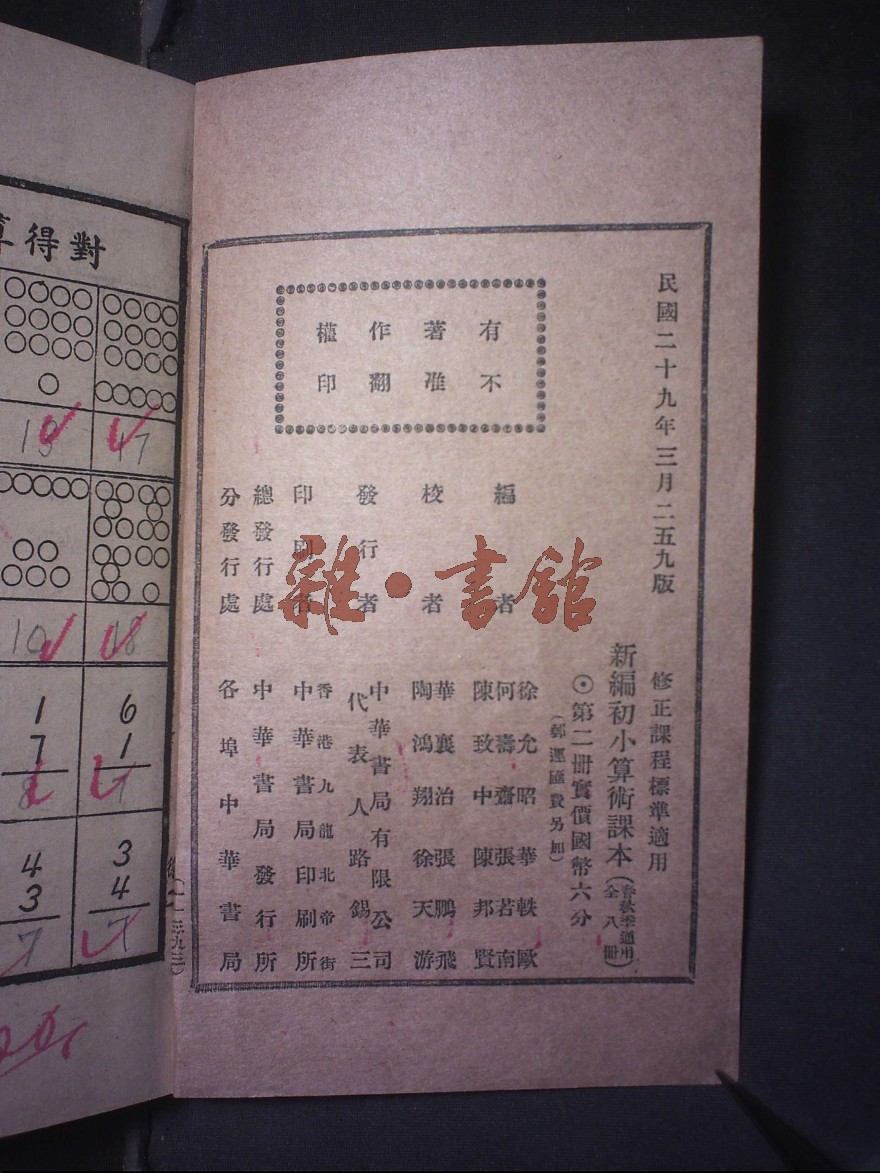 民國二十九年三月二五九版
修正課程標準適用
新編初小算術課本（春秋季通用 全八冊）
⊙第二冊實價國幣六分
（郵運匯費另加）
有著作權
不准翻印
編者
徐允昭 華軼歐
何壽齋 張若南
陳致中 陳邦賢
校者
華襄治 張鵬飛
陶鴻翔 徐天游
發行者
中華書局有限公司
代表人路錫三
印刷者
香港九龍北帝街
中華書局印刷所
總發行處
中華書局發行所
分發行處
各埠中華書局
雜·書館
得對
19 17
10 18
1 6
7 1
8 7
4 3
3 4
7 7